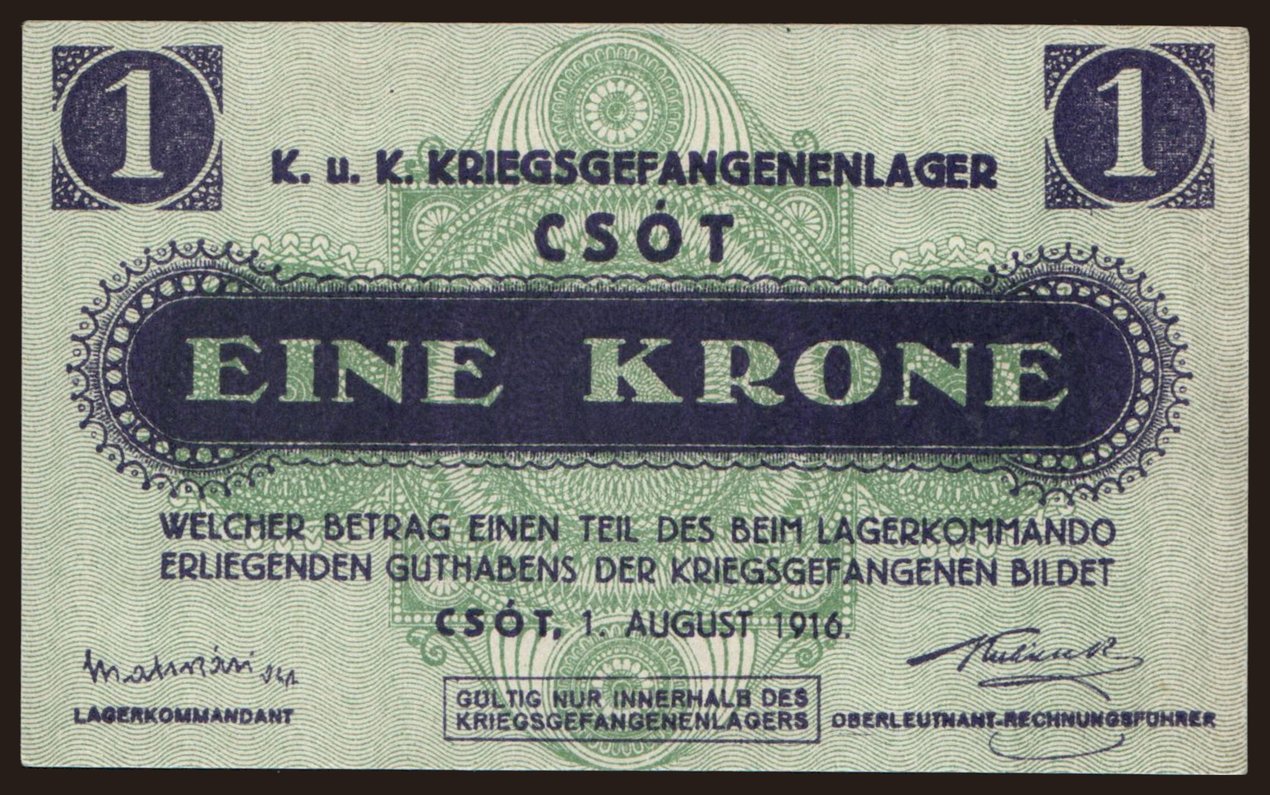 1 1
K. u. K. KRIEGSGEFANGENENLAGER
CSÓT
EINE KRONE
WELCHER BETRAG EINEN TEIL DES BEIM LAGERKOMMANDO
ERLIEGENDEN GUTHABENS DER KRIEGSGEFANGENEN BILDET
CSÓT, 1. AUGUST 1916.
LAGERKOMMANDANT
GÜLTIG NUR INNERHALB DES
KRIEGSGEFANGENENLAGERS
OBERLEUTNANT-RECHNUNGSFÜHRER